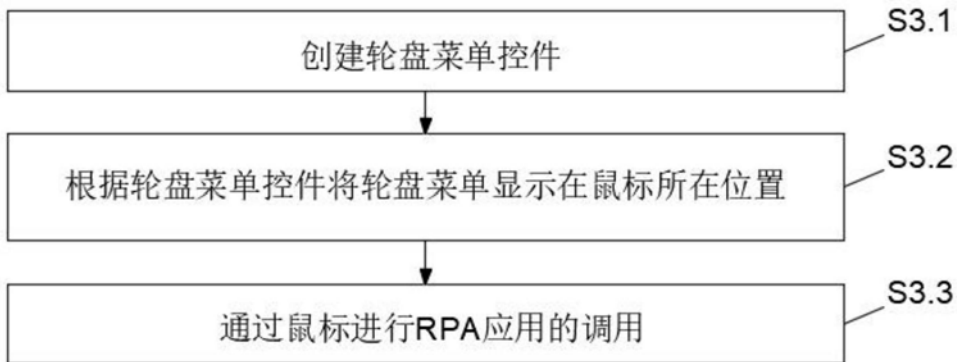 创建轮盘菜单控件
S3.1
根据轮盘菜单控件将轮盘菜单显示在鼠标所在位置
S3.2
通过鼠标进行RPA应用的调用
S3.3